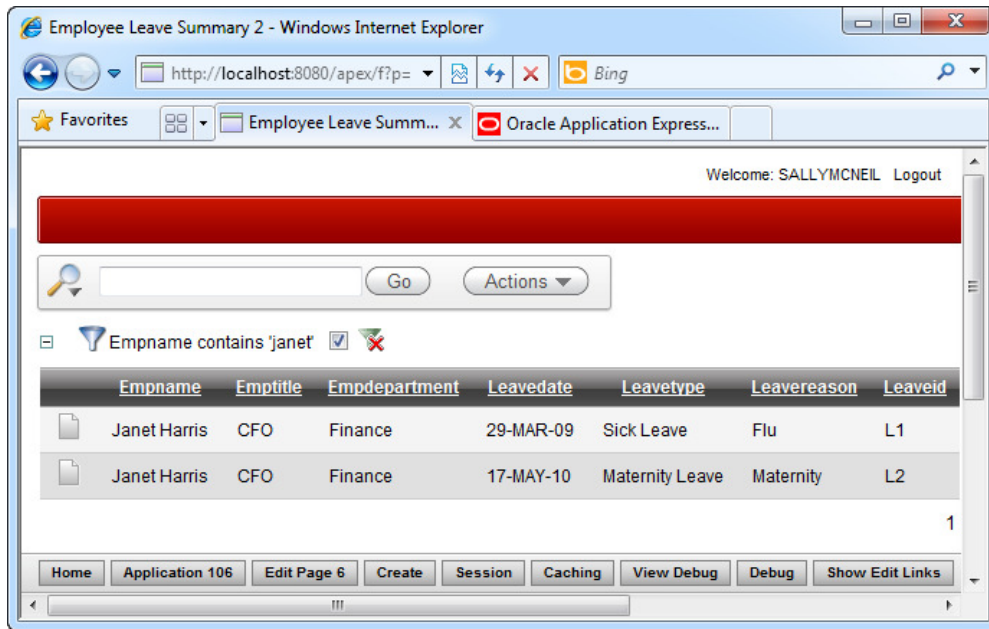 Employee Leave Summary 2 - Windows Internet Explorer
http://localhost:8080/apex/f?p= Bing
Favorites Employee Leave Summ... Oracle Application Express...
Welcome: SALLYMCNEIL Logout
Go Actions
Empname contains 'janet'
Empname Emptitle Empdepartment Leavedate Leavetype Leavereason Leaveid
Janet Harris CFO Finance 29-MAR-09 Sick Leave Flu L1
Janet Harris CFO Finance 17-MAY-10 Maternity Leave Maternity L2
1
Home Application 106 Edit Page 6 Create Session Caching View Debug Debug Show Edit Links